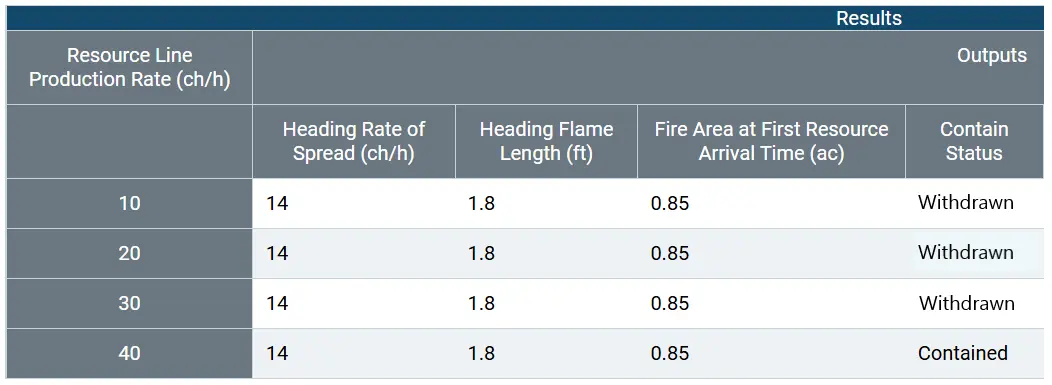 Results
Resource Line
Production Rate (ch/h)
Outputs
Heading Rate of
Spread (ch/h)
Heading Flame
Length (ft)
Fire Area at First Resource
Arrival Time (ac)
Contain
Status
10 14 1.8 0.85 Withdrawn
20 14 1.8 0.85 Withdrawn
30 14 1.8 0.85 Withdrawn
40 14 1.8 0.85 Contained